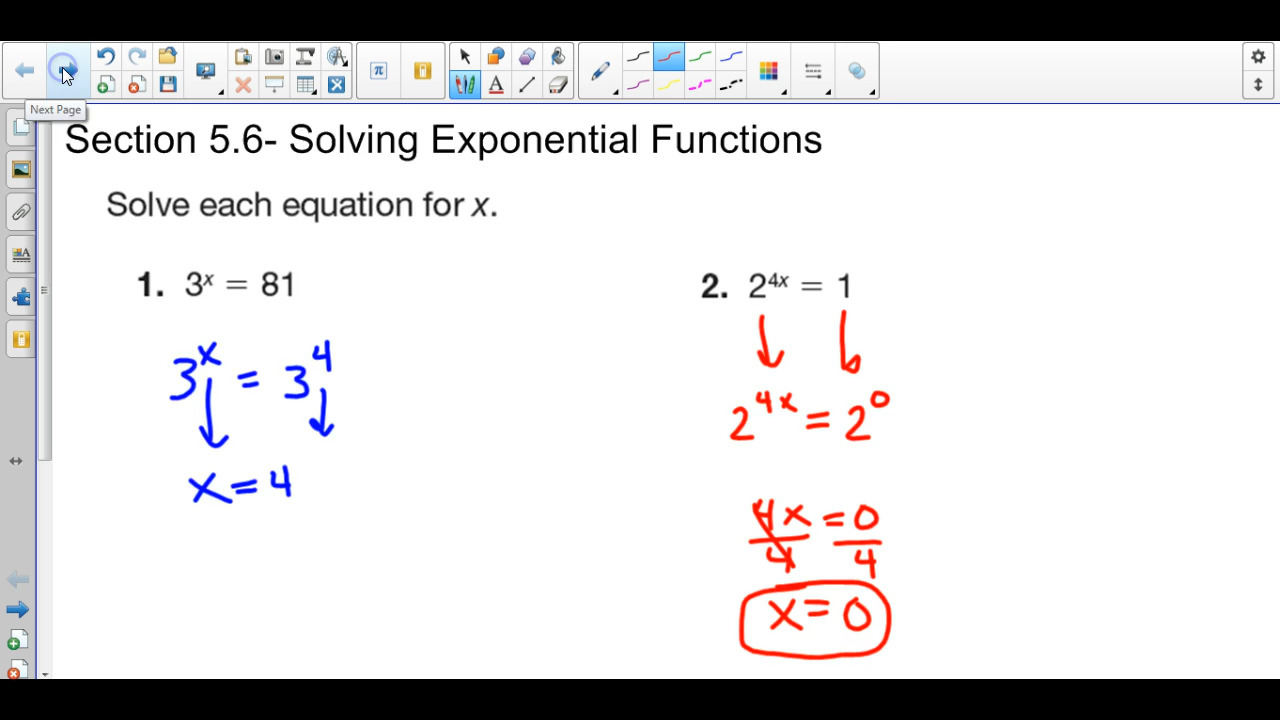 Next Page
Section 5.6- Solving Exponential Functions
Solve each equation for x.
1. 3ˣ = 81
3ˣ = 3⁴
x = 4
2. 2⁴ˣ = 1
2⁴ˣ = 2⁰
4x/4 = 0/4
x = 0